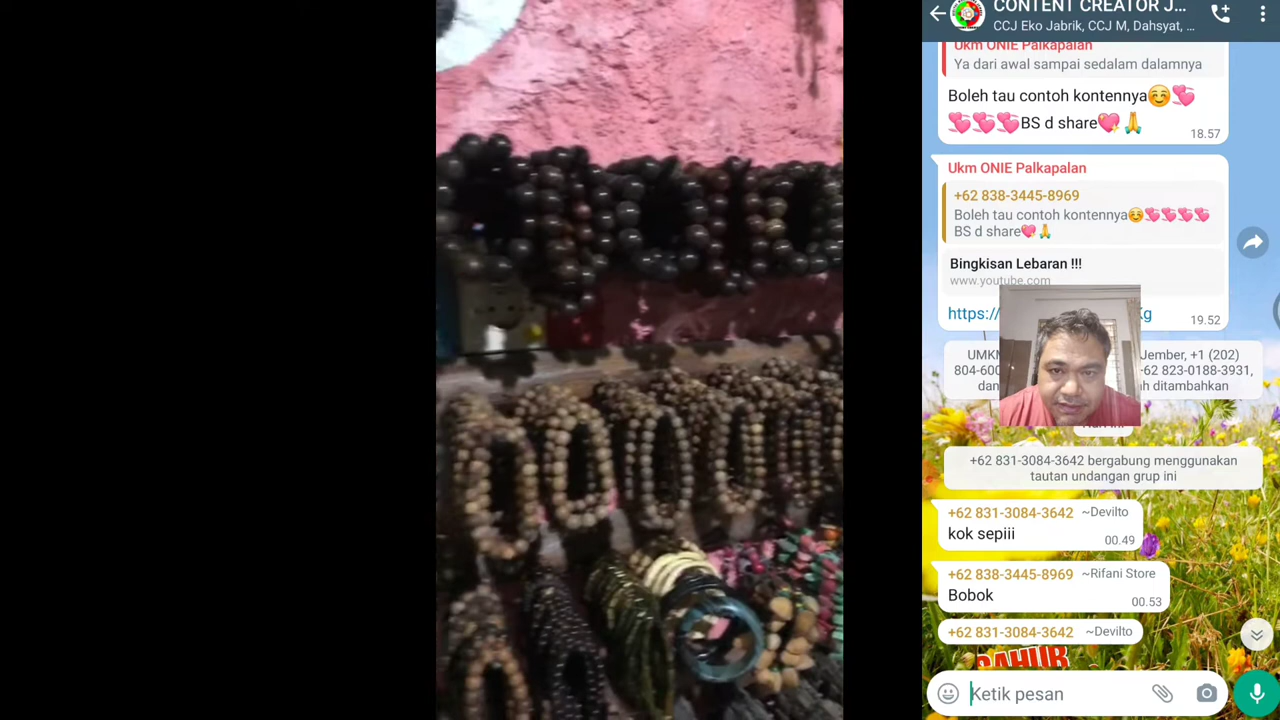 CONTENT CREATOR J...
CCJ Eko Jabrik, CCJ M, Dahsyat, ...
Ukm ONIE Palkapalan
Ya dari awal sampai sedalam dalamnya
Boleh tau contoh kontennya☺️💞
💞💞💞BS d share💖🙏
18.57
Ukm ONIE Palkapalan
+62 838-3445-8969
Boleh tau contoh kontennya☺️💞💞💞💞
BS d share💖🙏
Bingkisan Lebaran !!!
www.youtube.com
https://
19.52
Jember, +1 (202)
+62 823-0188-3931,
ditambahkan
+62 831-3084-3642 bergabung menggunakan
tautan undangan grup ini
+62 831-3084-3642 ~Devilto
kok sepiii
00.49
+62 838-3445-8969 ~Rifani Store
Bobok
00.53
+62 831-3084-3642 ~Devilto
SAHUR
Ketik pesan